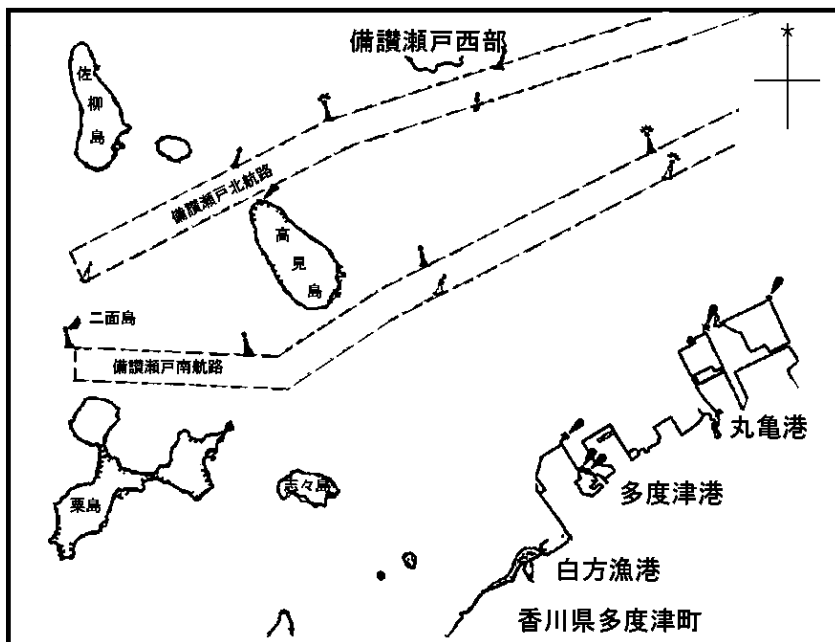 備讃瀬戸西部
佐柳島
備讃瀬戸北航路
高見島
二面島
備讃瀬戸南航路
丸亀港
粟島
志々島
多度津港
白方漁港
香川県多度津町